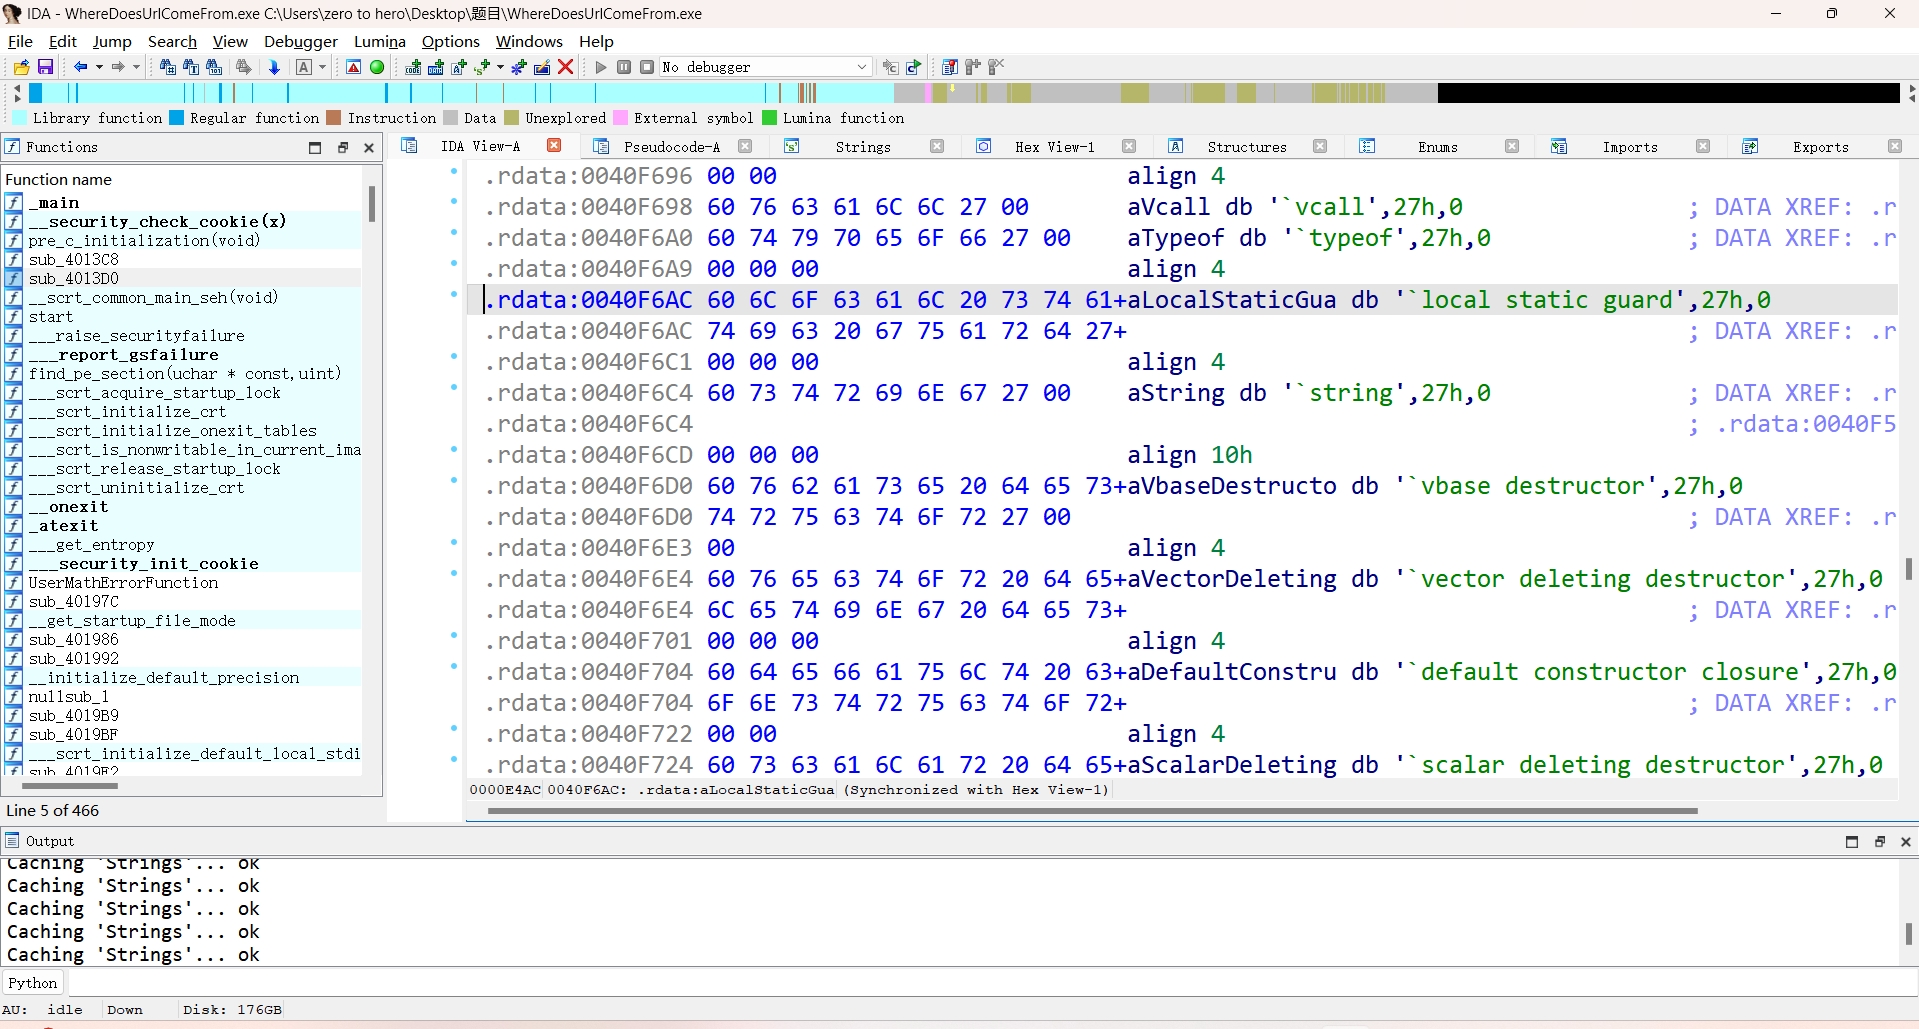 IDA - WhereDoesUrlComeFrom.exe C:\Users\zero to hero\Desktop\题目\WhereDoesUrlComeFrom.exe
File Edit Jump Search View Debugger Lumina Options Windows Help
No debugger
Library function Regular function Instruction Data Unexplored External symbol Lumina function
Functions
Function name
_main
__security_check_cookie(x)
pre_c_initialization(void)
sub_4013C8
sub_4013D0
__scrt_common_main_seh(void)
start
___raise_securityfailure
___report_gsfailure
find_pe_section(uchar * const,uint)
___scrt_acquire_startup_lock
___scrt_initialize_crt
___scrt_initialize_onexit_tables
___scrt_is_nonwritable_in_current_ima
___scrt_release_startup_lock
___scrt_uninitialize_crt
__onexit
_atexit
___get_entropy
___security_init_cookie
UserMathErrorFunction
sub_40197C
__get_startup_file_mode
sub_401986
sub_401992
__initialize_default_precision
nullsub_1
sub_4019B9
sub_4019BF
___scrt_initialize_default_local_stdi
sub_4019E2
Line 5 of 466
IDA View-A Pseudocode-A Strings Hex View-1 Structures Enums Imports Exports
.rdata:0040F696 00 00 align 4
.rdata:0040F698 60 76 63 61 6C 6C 27 00 aVcall db '`vcall',27h,0 ; DATA XREF: .r
.rdata:0040F6A0 60 74 79 70 65 6F 66 27 00 aTypeof db '`typeof',27h,0 ; DATA XREF: .r
.rdata:0040F6A9 00 00 00 align 4
.rdata:0040F6AC 60 6C 6F 63 61 6C 20 73 74 61+aLocalStaticGua db '`local static guard',27h,0
.rdata:0040F6AC 74 69 63 20 67 75 61 72 64 27+ ; DATA XREF: .r
.rdata:0040F6C1 00 00 00 align 4
.rdata:0040F6C4 60 73 74 72 69 6E 67 27 00 aString db '`string',27h,0 ; DATA XREF: .r
.rdata:0040F6C4 ; .rdata:0040F5
.rdata:0040F6CD 00 00 00 align 10h
.rdata:0040F6D0 60 76 62 61 73 65 20 64 65 73+aVbaseDestructo db '`vbase destructor',27h,0
.rdata:0040F6D0 74 72 75 63 74 6F 72 27 00 ; DATA XREF: .r
.rdata:0040F6E3 00 align 4
.rdata:0040F6E4 60 76 65 63 74 6F 72 20 64 65+aVectorDeleting db '`vector deleting destructor',27h,0
.rdata:0040F6E4 6C 65 74 69 6E 67 20 64 65 73+ ; DATA XREF: .r
.rdata:0040F701 00 00 00 align 4
.rdata:0040F704 60 64 65 66 61 75 6C 74 20 63+aDefaultConstru db '`default constructor closure',27h,0
.rdata:0040F704 6F 6E 73 74 72 75 63 74 6F 72+ ; DATA XREF: .r
.rdata:0040F722 00 00 align 4
.rdata:0040F724 60 73 63 61 6C 61 72 20 64 65+aScalarDeleting db '`scalar deleting destructor',27h,0
0000E4AC 0040F6AC: .rdata:aLocalStaticGua (Synchronized with Hex View-1)
Output
Caching 'Strings'... ok
Caching 'Strings'... ok
Caching 'Strings'... ok
Caching 'Strings'... ok
Caching 'Strings'... ok
Python
AU: idle Down Disk: 176GB